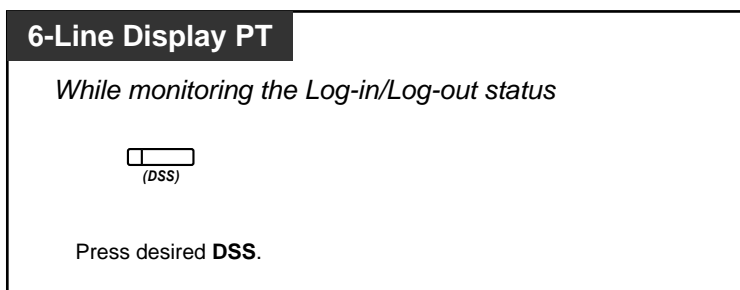 6-Line Display PT
While monitoring the Log-in/Log-out status
(DSS)
Press desired DSS.